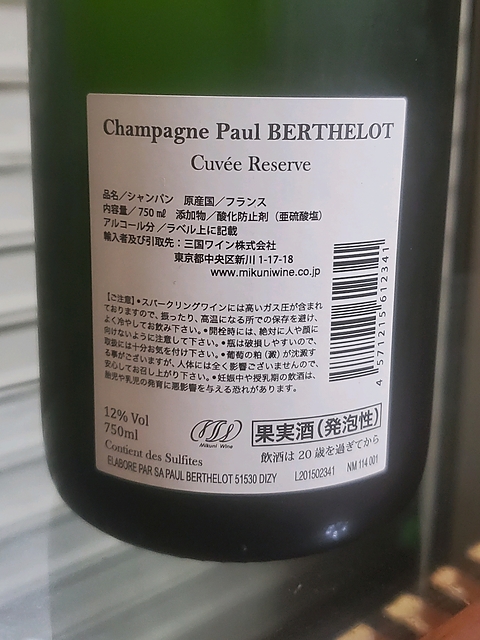 Champagne Paul BERTHELOT
Cuvée Reserve
品名／シャンパン　原産国／フランス
内容量／750㎖　添加物／酸化防止剤（亜硫酸塩）
アルコール分／ラベル上に記載
輸入者及び引取先：三国ワイン株式会社
東京都中央区新川1-17-18
www.mikuniwine.co.jp
【ご注意】•スパークリングワインには高いガス圧が含まれ
ておりますので、振ったり、高温になる所での保存を避け、
よく冷やしてお飲み下さい。•開栓時には、絶対に人や顔に
向けないように注意して下さい。•瓶は破損しやすいので、
取扱には十分お気を付け下さい。•葡萄の粕（澱）が沈澱す
る事がございますが、人体には全く影響ございませんので、
安心してお召し上がり下さい。•妊娠中や授乳期の飲酒は、
胎児や乳児の発育に悪影響を与える恐れがあります。
4571215612341
12% Vol
750ml
Contient des Sulfites
Mikuni Wine
果実酒（発泡性）
飲酒は20歳を過ぎてから
ELABORE PAR SA PAUL BERTHELOT 51530 DIZY L201502341 NM 114 001